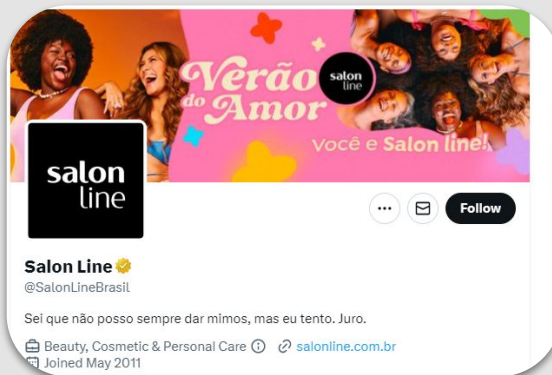 Verão
do Amor
salon
line
Você e Salon line!
salon
line
Follow
Salon Line
@SalonLineBrasil
Sei que não posso sempre dar mimos, mas eu tento. Juro.
Beauty, Cosmetic & Personal Care salonline.com.br
Joined May 2011